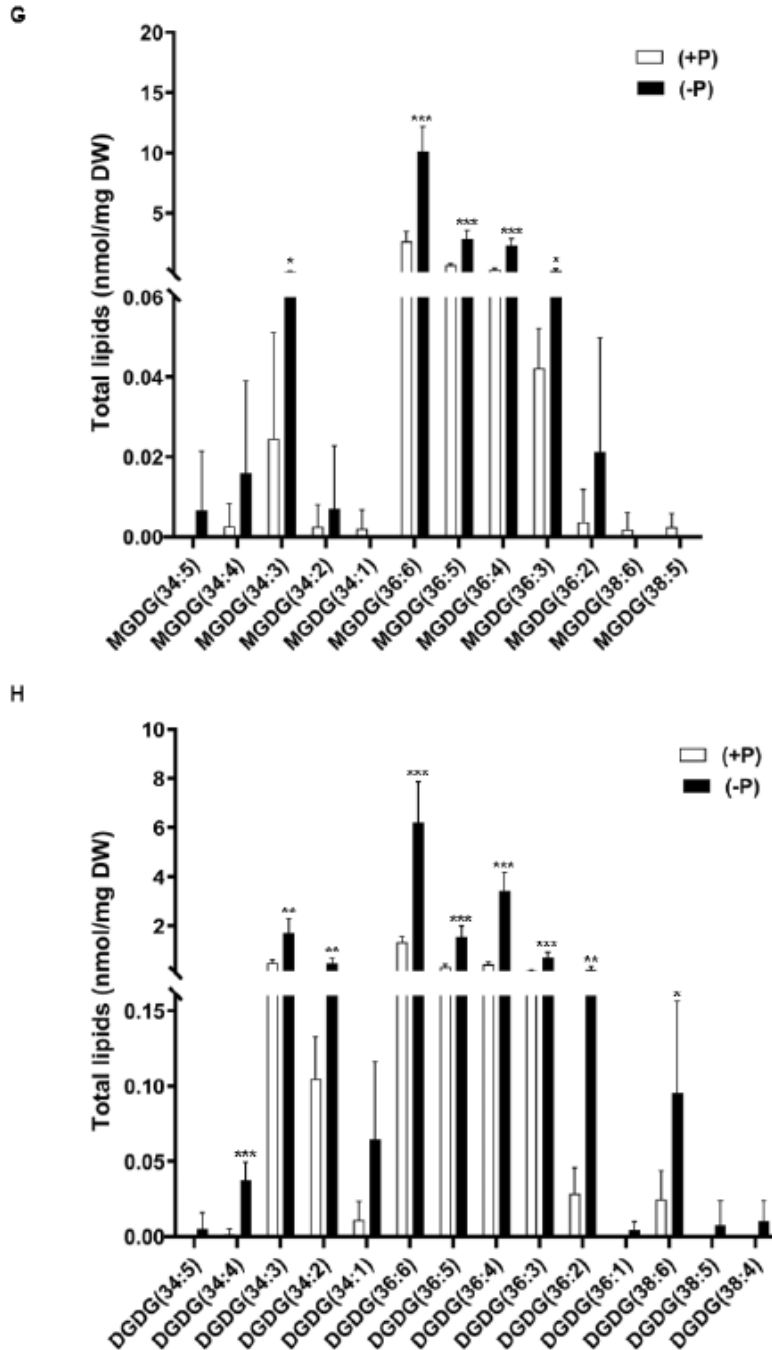 G
20
15
10
5
0.06
0.04
0.02
0.00
Total lipids (nmol/mg DW)
(+P)
(-P)
*
***
***
***
*
MGDG(34:5)
MGDG(34:4)
MGDG(34:3)
MGDG(34:2)
MGDG(34:1)
MGDG(36:6)
MGDG(36:5)
MGDG(36:4)
MGDG(36:3)
MGDG(36:2)
MGDG(38:6)
MGDG(38:5)
H
10
8
6
4
2
0.15
0.10
0.05
0.00
Total lipids (nmol/mg DW)
(+P)
(-P)
***
**
**
***
***
***
***
**
*
DGDG(34:5)
DGDG(34:4)
DGDG(34:3)
DGDG(34:2)
DGDG(34:1)
DGDG(36:6)
DGDG(36:5)
DGDG(36:4)
DGDG(36:3)
DGDG(36:2)
DGDG(36:1)
DGDG(38:6)
DGDG(38:5)
DGDG(38:4)